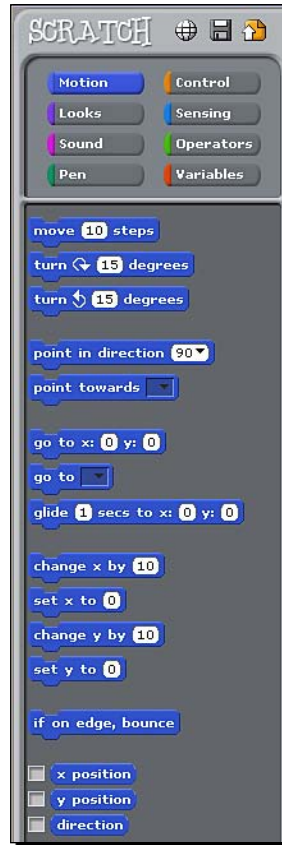 SCRATCH
Motion Control
Looks Sensing
Sound Operators
Pen Variables
move 10 steps
turn 15 degrees
turn 15 degrees
point in direction 90
point towards
go to x: 0 y: 0
go to
glide 1 secs to x: 0 y: 0
change x by 10
set x to 0
change y by 10
set y to 0
if on edge, bounce
x position
y position
direction